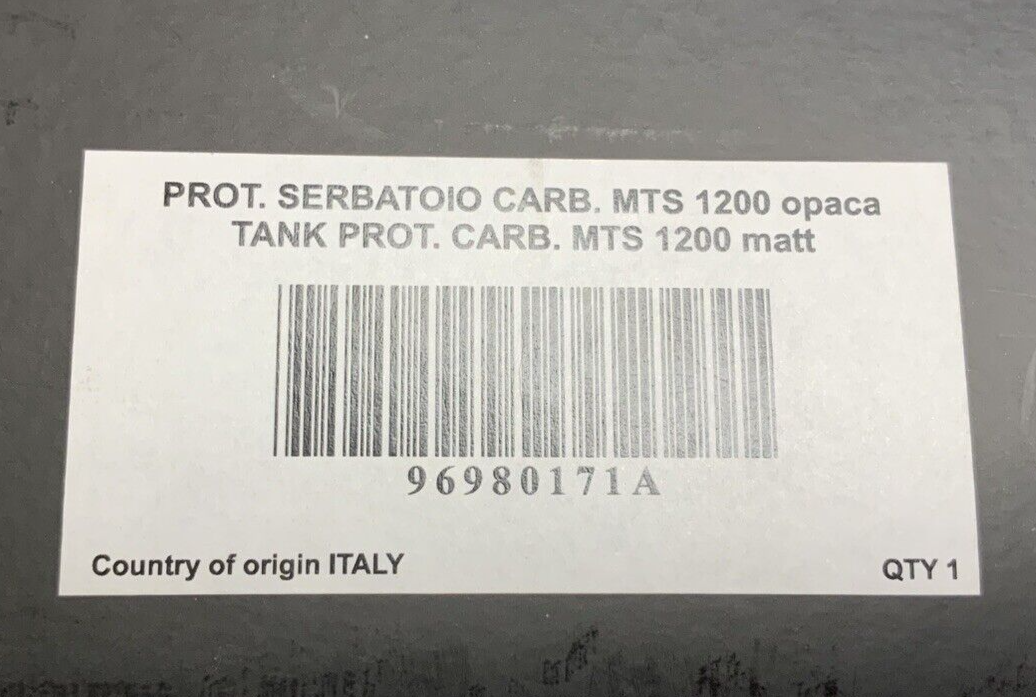 PROT. SERBATOIO CARB. MTS 1200 opaca
TANK PROT. CARB. MTS 1200 matt
96980171A
Country of origin ITALY
QTY 1